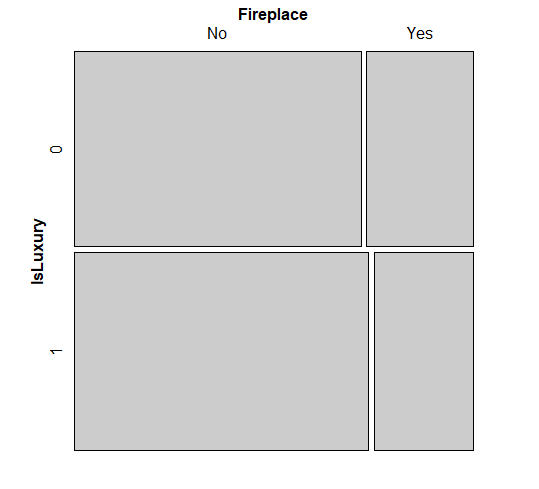 Fireplace
No Yes
IsLuxury
0
1